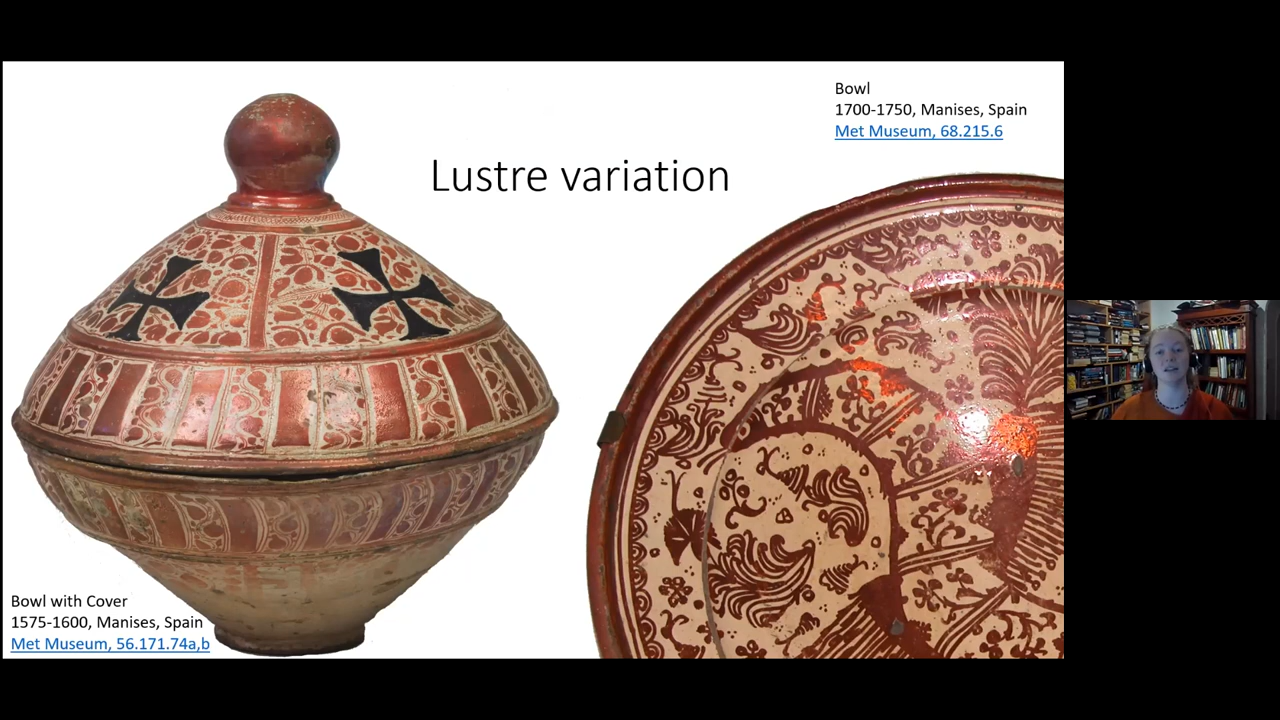 Lustre variation
Bowl
1700-1750, Manises, Spain
Met Museum, 68.215.6
Bowl with Cover
1575-1600, Manises, Spain
Met Museum, 56.171.74a,b